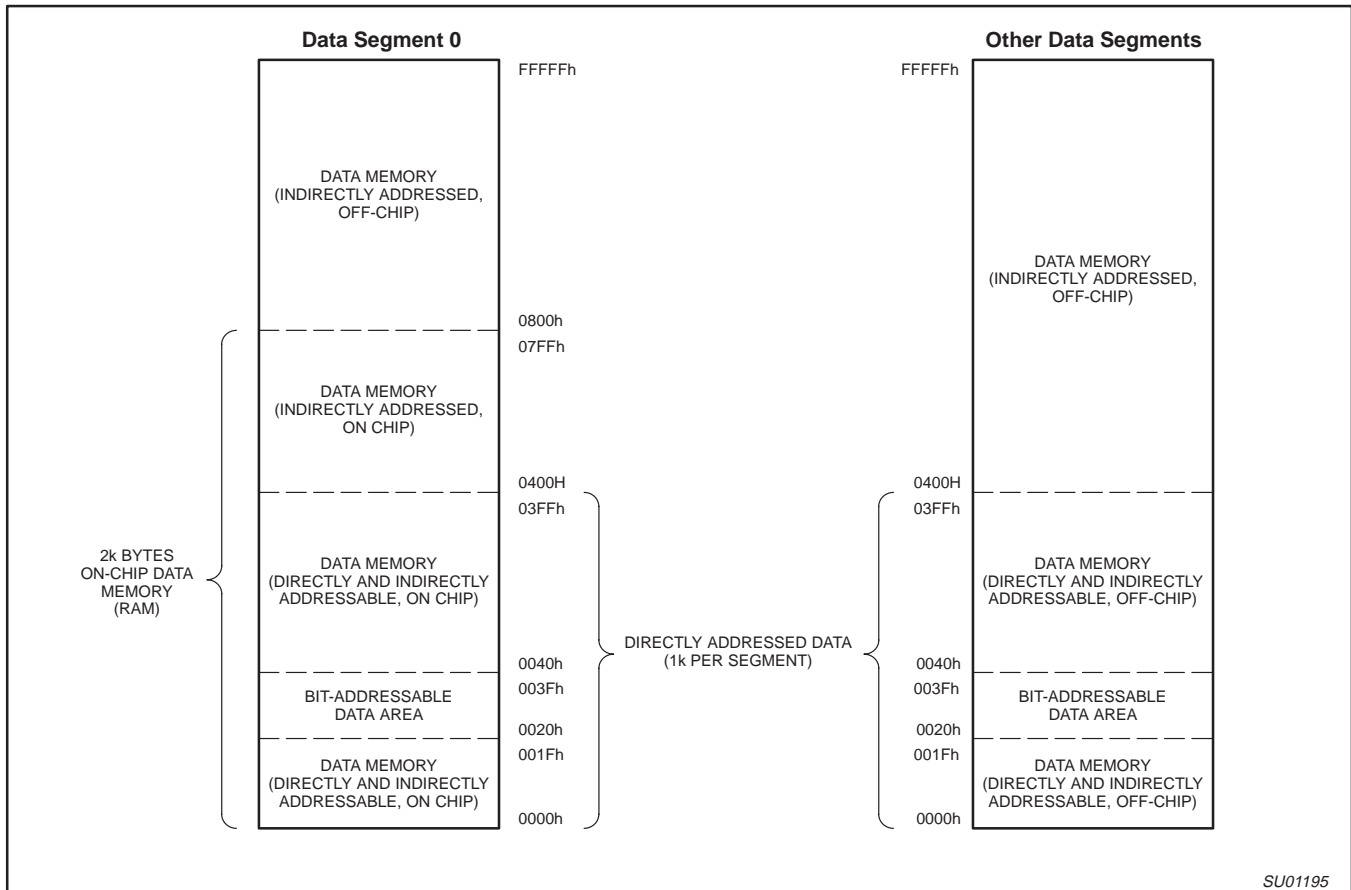 Data Segment 0
FFFFFh
DATA MEMORY
(INDIRECTLY ADDRESSED,
OFF-CHIP)
0800h
07FFh
DATA MEMORY
(INDIRECTLY ADDRESSED,
ON CHIP)
0400H
03FFh
2k BYTES
ON-CHIP DATA
MEMORY
(RAM)
DATA MEMORY
(DIRECTLY AND INDIRECTLY
ADDRESSABLE, ON CHIP)
0040h
003Fh
BIT-ADDRESSABLE
DATA AREA
0020h
001Fh
DATA MEMORY
(DIRECTLY AND INDIRECTLY
ADDRESSABLE, ON CHIP)
0000h
DIRECTLY ADDRESSED DATA
(1k PER SEGMENT)
Other Data Segments
FFFFFh
DATA MEMORY
(INDIRECTLY ADDRESSED,
OFF-CHIP)
0400H
03FFh
DATA MEMORY
(DIRECTLY AND INDIRECTLY
ADDRESSABLE, OFF-CHIP)
0040h
003Fh
BIT-ADDRESSABLE
DATA AREA
0020h
001Fh
DATA MEMORY
(DIRECTLY AND INDIRECTLY
ADDRESSABLE, OFF-CHIP)
0000h
SU01195